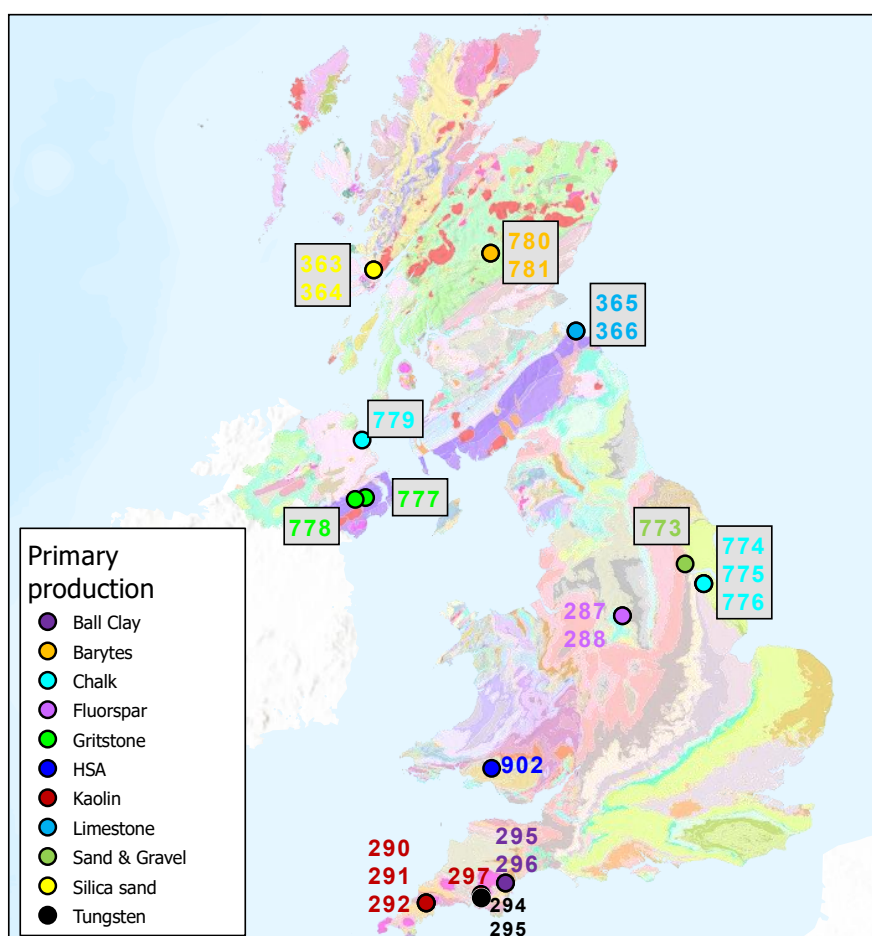 780
781
363
364
365
366
779
777
778
773
774
775
776
287
288
902
295
296
290
291
292
297
294
295
Primary
production
Ball Clay
Barytes
Chalk
Fluorspar
Gritstone
HSA
Kaolin
Limestone
Sand & Gravel
Silica sand
Tungsten